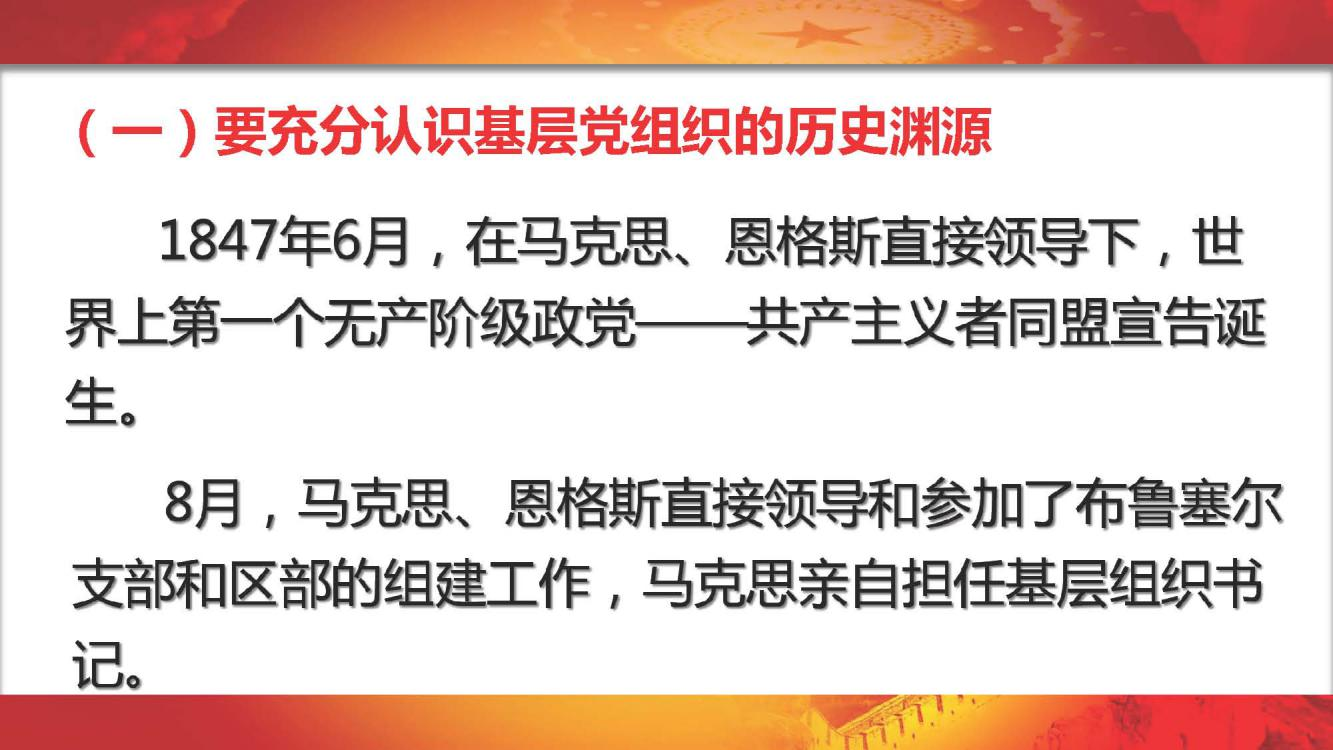 （一）要充分认识基层党组织的历史渊源
1847年6月，在马克思、恩格斯直接领导下，世
界上第一个无产阶级政党——共产主义者同盟宣告诞
生。
8月，马克思、恩格斯直接领导和参加了布鲁塞尔
支部和区部的组建工作，马克思亲自担任基层组织书
记。